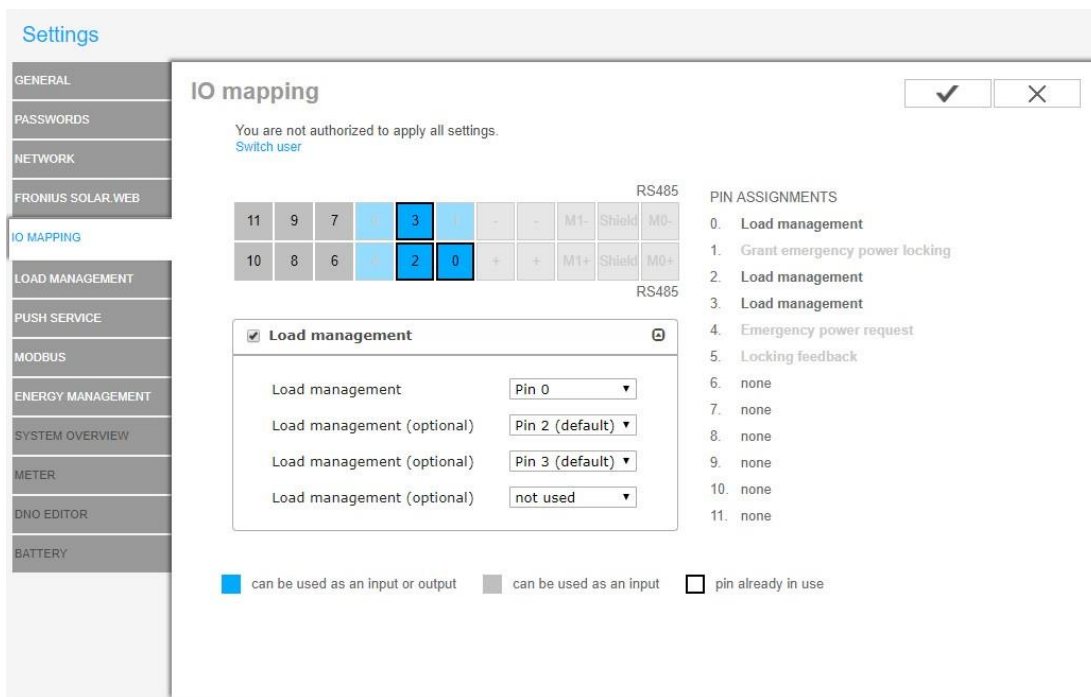 Settings
GENERAL
PASSWORDS
NETWORK
FRONIUS SOLAR.WEB
IO MAPPING
LOAD MANAGEMENT
PUSH SERVICE
MODBUS
ENERGY MANAGEMENT
SYSTEM OVERVIEW
METER
DNO EDITOR
BATTERY
IO mapping
You are not authorized to apply all settings.
Switch user
RS485
11 9 7 3 - - M1- Shield M0-
10 8 6 2 0 + + M1+ Shield M0+
RS485
Load management
Load management Pin 0
Load management (optional) Pin 2 (default)
Load management (optional) Pin 3 (default)
Load management (optional) not used
PIN ASSIGNMENTS
0. Load management
1. Grant emergency power locking
2. Load management
3. Load management
4. Emergency power request
5. Locking feedback
6. none
7. none
8. none
9. none
10. none
11. none
can be used as an input or output can be used as an input pin already in use